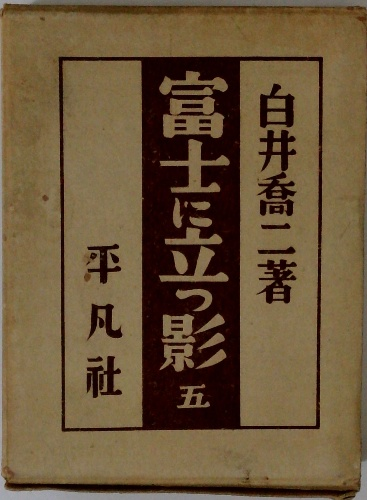 白井喬二著
富士に立つ影 五
平凡社